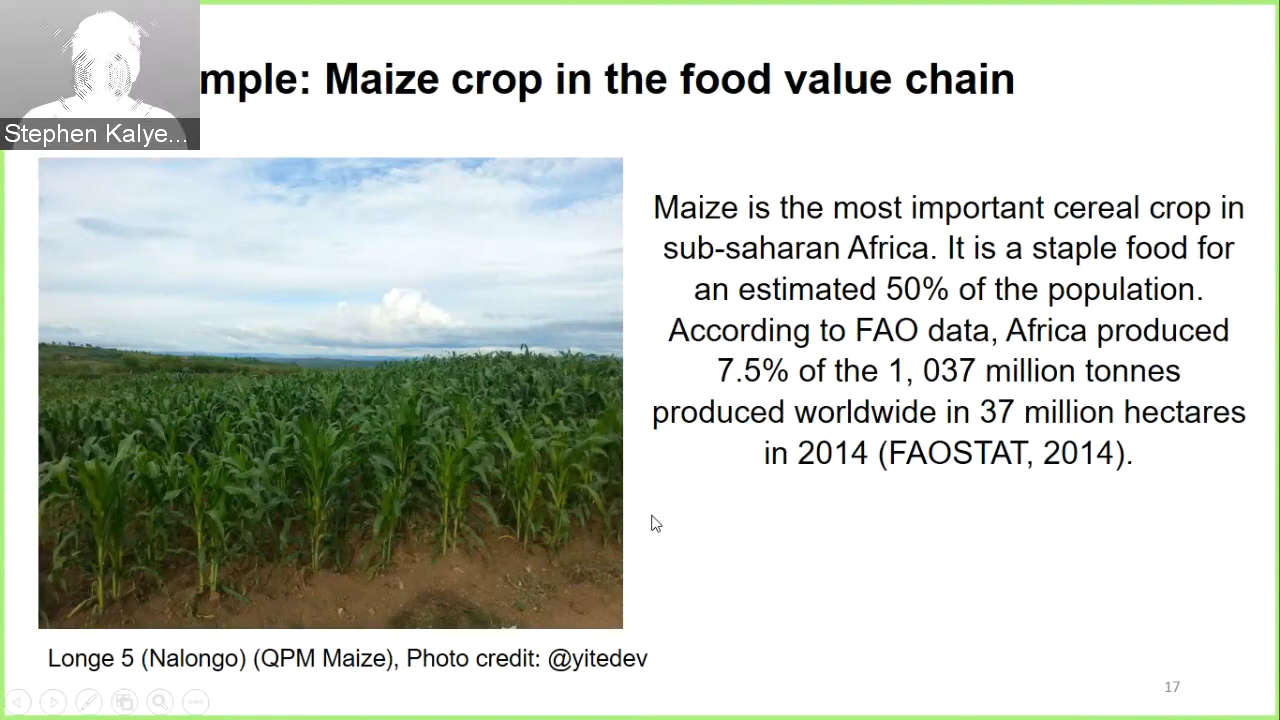 mple: Maize crop in the food value chain
Stephen Kalye...
Maize is the most important cereal crop in
sub-saharan Africa. It is a staple food for
an estimated 50% of the population.
According to FAO data, Africa produced
7.5% of the 1, 037 million tonnes
produced worldwide in 37 million hectares
in 2014 (FAOSTAT, 2014).
Longe 5 (Nalongo) (QPM Maize), Photo credit: @yitedev
17